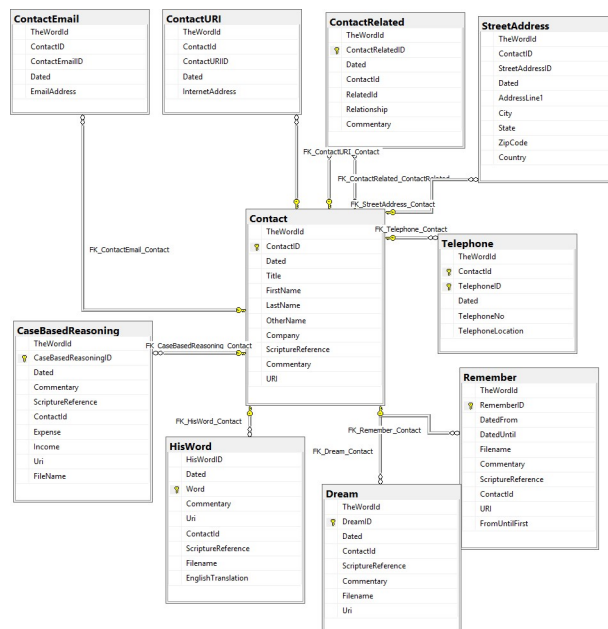 ContactEmail
TheWordId
ContactID
ContactEmailID
Dated
EmailAddress
ContactURI
TheWordId
ContactId
ContactURIID
Dated
InternetAddress
ContactRelated
TheWordId
ContactRelatedID
Dated
ContactId
RelatedId
Relationship
Commentary
StreetAddress
TheWordId
ContactID
StreetAddressID
Dated
AddressLine1
City
State
ZipCode
Country
FK_ContactURI_Contact
FK_ContactRelated_ContactRelated
FK_StreetAddress_Contact
FK_Telephone_Contact
FK_ContactEmail_Contact
Contact
TheWordId
ContactID
Dated
Title
FirstName
LastName
OtherName
Company
ScriptureReference
Commentary
URI
Telephone
TheWordId
ContactId
TelephoneID
Dated
TelephoneNo
TelephoneLocation
CaseBasedReasoning
TheWordId
CaseBasedReasoningID
Dated
Commentary
ScriptureReference
ContactId
Expense
Income
Uri
FileName
FK_CaseBasedReasoning_Contact
FK_HisWord_Contact
FK_Remember_Contact
FK_Dream_Contact
HisWord
HisWordID
Dated
Word
Commentary
Uri
ContactId
ScriptureReference
Filename
EnglishTranslation
Remember
TheWordId
RememberID
DatedFrom
DatedUntil
Filename
Commentary
ScriptureReference
ContactId
URI
FromUntilFirst
Dream
TheWordId
DreamID
Dated
ContactId
ScriptureReference
Commentary
Filename
Uri